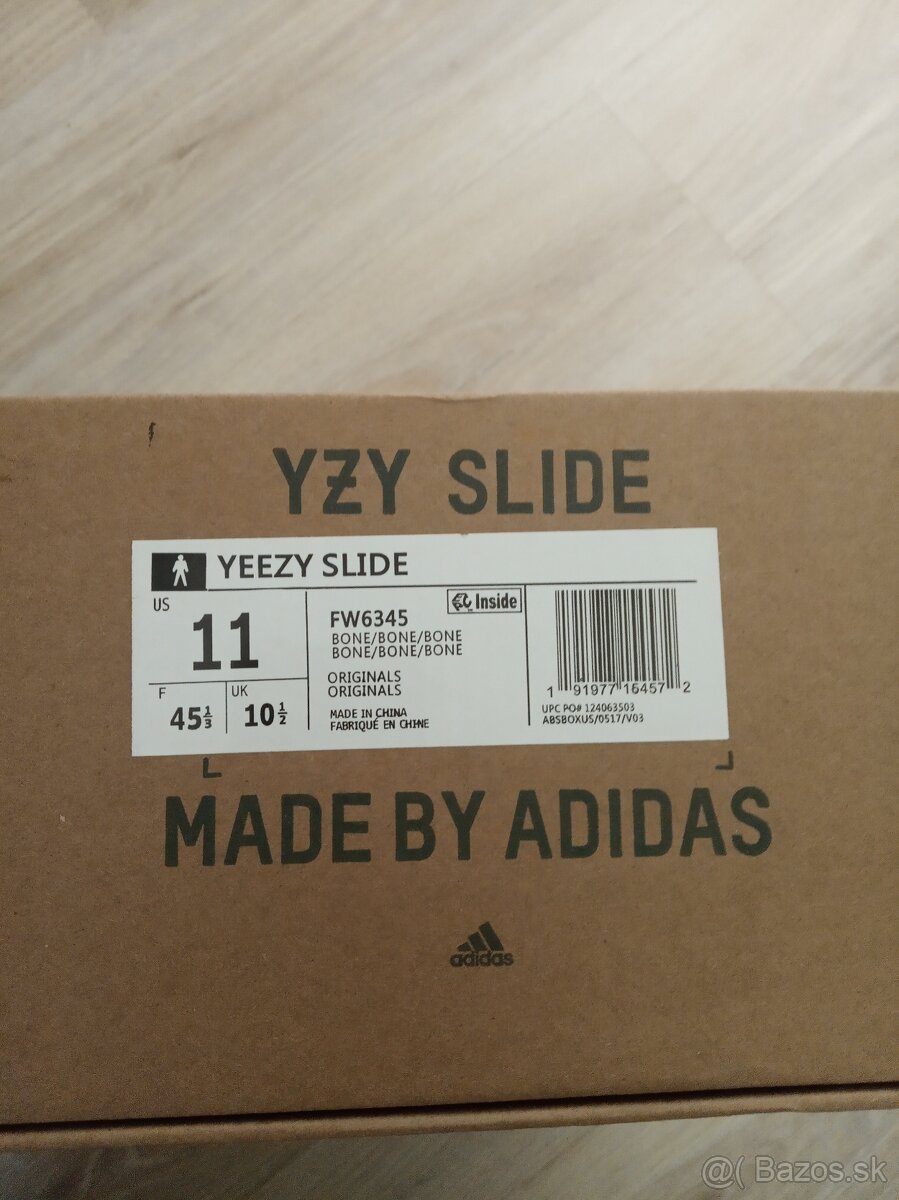 YZY SLIDE
YEEZY SLIDE
US
11
F
45⅓
UK
10½
FW6345
Inside
BONE/BONE/BONE
BONE/BONE/BONE
ORIGINALS
ORIGINALS
MADE IN CHINA
FABRIQUÉ EN CHINE
1 91977 16457 2
UPC PO# 124063503
ABSBOXUS/0517/V03
MADE BY ADIDAS
adidas
@( Bazos.sk